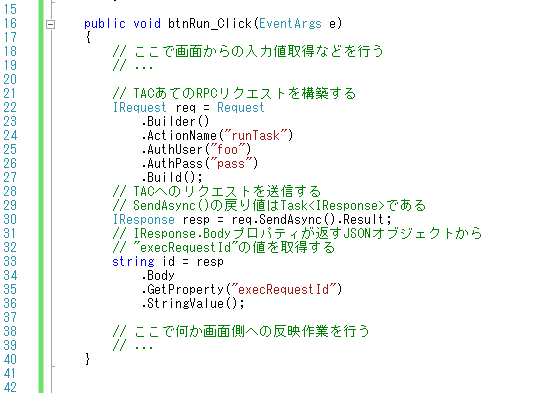 15
16 public void btnRun_Click(EventArgs e)
17 {
18 // ここで画面からの入力値取得などを行う
19 // ...
20
21 // TACあてのRPCリクエストを構築する
22 IRequest req = Request
23 .Builder()
24 .ActionName("runTask")
25 .AuthUser("foo")
26 .AuthPass("pass")
27 .Build();
28 // TACへのリクエストを送信する
29 // SendAsync()の戻り値はTask<IResponse>である
30 IResponse resp = req.SendAsync().Result;
31 // IResponse.Bodyプロパティが返すJSONオブジェクトから
32 // "execRequestId"の値を取得する
33 string id = resp
34 .Body
35 .GetProperty("execRequestId")
36 .StringValue();
37
38 // ここで何か画面側への反映作業を行う
39 // ...
40 }
41
42